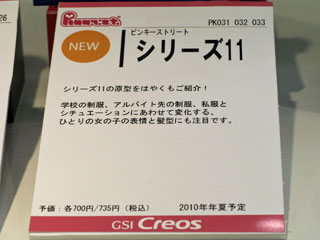 PK031 032 033
NEW
ピンキーストリート
シリーズ11
シリーズ11の原型をはやくもご紹介！
学校の制服、アルバイト先の制服、私服と
シチュエーションにあわせて変化する、
ひとりの女の子の表情と髪型にも注目です。
予価：各700円/735円（税込） 2010年年夏予定
GSI Creos